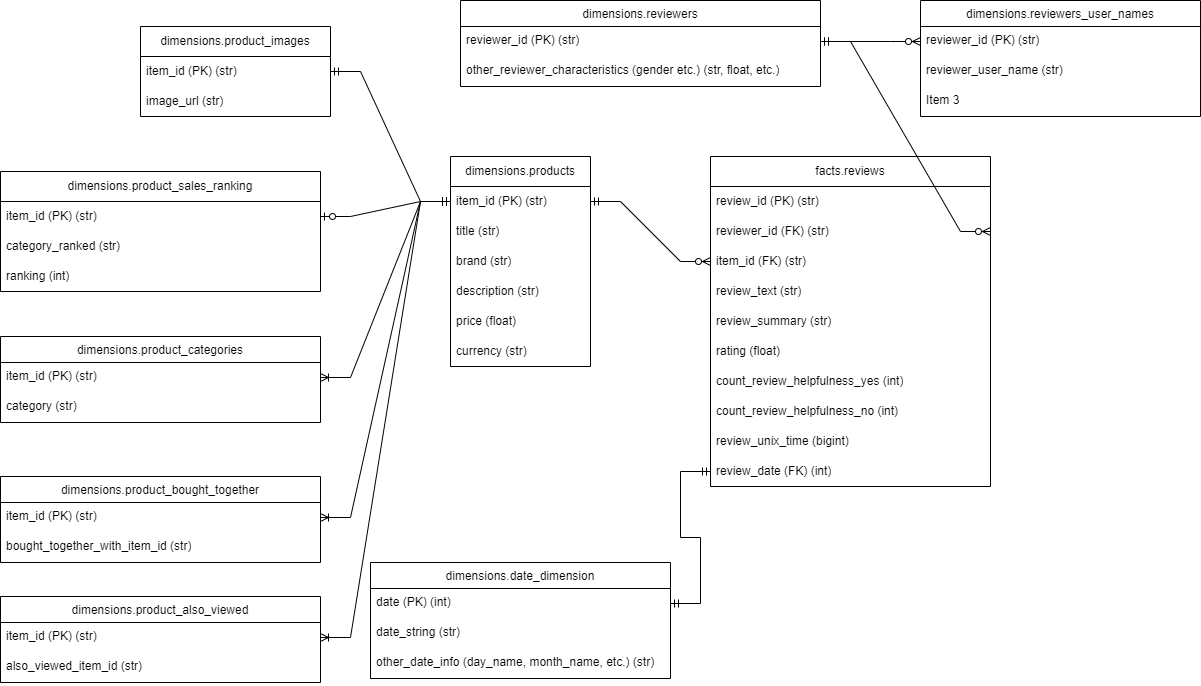 dimensions.product_images
item_id (PK) (str)
image_url (str)
dimensions.reviewers
reviewer_id (PK) (str)
other_reviewer_characteristics (gender etc.) (str, float, etc.)
dimensions.reviewers_user_names
reviewer_id (PK) (str)
reviewer_user_name (str)
Item 3
dimensions.product_sales_ranking
item_id (PK) (str)
category_ranked (str)
ranking (int)
dimensions.products
item_id (PK) (str)
title (str)
brand (str)
description (str)
price (float)
currency (str)
facts.reviews
review_id (PK) (str)
reviewer_id (FK) (str)
item_id (FK) (str)
review_text (str)
review_summary (str)
rating (float)
count_review_helpfulness_yes (int)
count_review_helpfulness_no (int)
review_unix_time (bigint)
review_date (FK) (int)
dimensions.product_categories
item_id (PK) (str)
category (str)
dimensions.product_bought_together
item_id (PK) (str)
bought_together_with_item_id (str)
dimensions.date_dimension
date (PK) (int)
date_string (str)
other_date_info (day_name, month_name, etc.) (str)
dimensions.product_also_viewed
item_id (PK) (str)
also_viewed_item_id (str)